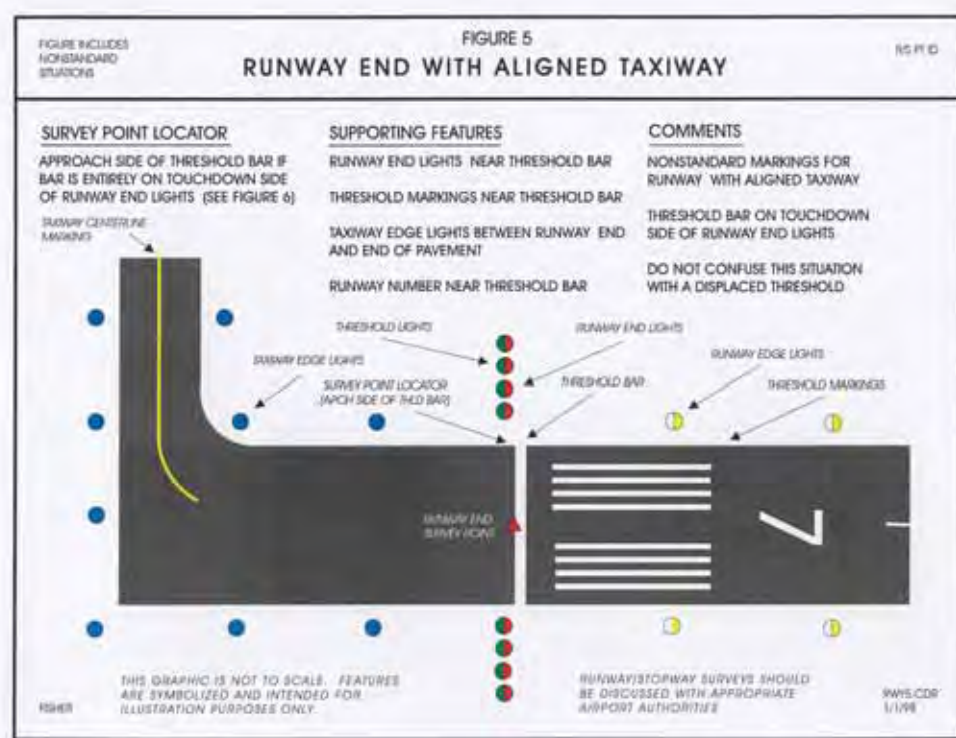 FIGURE INCLUDES
NONSTANDARD
SITUATIONS
FIGURE 5
RUNWAY END WITH ALIGNED TAXIWAY
R/S PT ID
SURVEY POINT LOCATOR
APPROACH SIDE OF THRESHOLD BAR IF
BAR IS ENTIRELY ON TOUCHDOWN SIDE
OF RUNWAY END LIGHTS (SEE FIGURE 6)
SUPPORTING FEATURES
RUNWAY END LIGHTS NEAR THRESHOLD BAR
THRESHOLD MARKINGS NEAR THRESHOLD BAR
TAXIWAY EDGE LIGHTS BETWEEN RUNWAY END
AND END OF PAVEMENT
RUNWAY NUMBER NEAR THRESHOLD BAR
COMMENTS
NONSTANDARD MARKINGS FOR
RUNWAY WITH ALIGNED TAXIWAY
THRESHOLD BAR ON TOUCHDOWN
SIDE OF RUNWAY END LIGHTS
DO NOT CONFUSE THIS SITUATION
WITH A DISPLACED THRESHOLD
TAXIWAY CENTERLINE
MARKING
THRESHOLD LIGHTS
RUNWAY END LIGHTS
TAXIWAY EDGE LIGHTS
RUNWAY EDGE LIGHTS
SURVEY POINT LOCATOR
(APCH SIDE OF THLD BAR)
THRESHOLD BAR
THRESHOLD MARKINGS
RUNWAY END
SURVEY POINT
7
THIS GRAPHIC IS NOT TO SCALE. FEATURES
ARE SYMBOLIZED AND INTENDED FOR
ILLUSTRATION PURPOSES ONLY.
RUNWAY/STOPWAY SURVEYS SHOULD
BE DISCUSSED WITH APPROPRIATE
AIRPORT AUTHORITIES
FISHER
RWY5.CDR
1/1/98